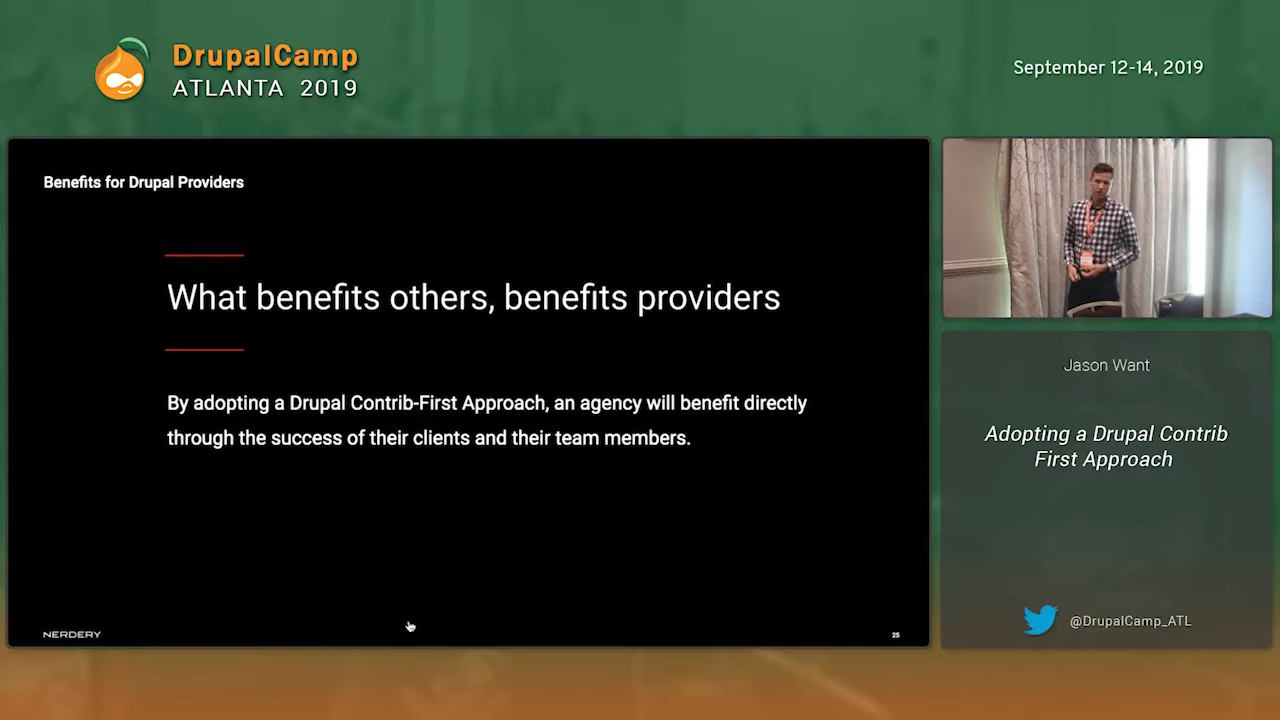 DrupalCamp
ATLANTA 2019
September 12-14, 2019
Benefits for Drupal Providers
What benefits others, benefits providers
By adopting a Drupal Contrib-First Approach, an agency will benefit directly
through the success of their clients and their team members.
NERDERY
25
Jason Want
Adopting a Drupal Contrib
First Approach
@DrupalCamp_ATL